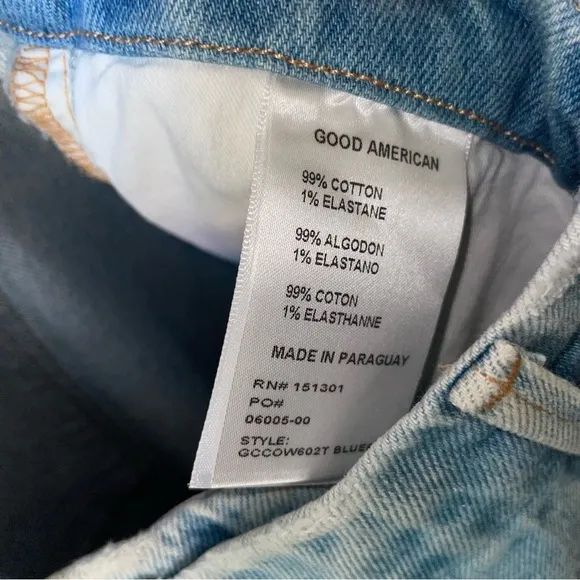 GOOD AMERICAN
99% COTTON
1% ELASTANE
99% ALGODON
1% ELASTANO
99% COTON
1% ELASTHANNE
MADE IN PARAGUAY
RN# 151301
PO#
06005-00
STYLE:
GCCOW602T